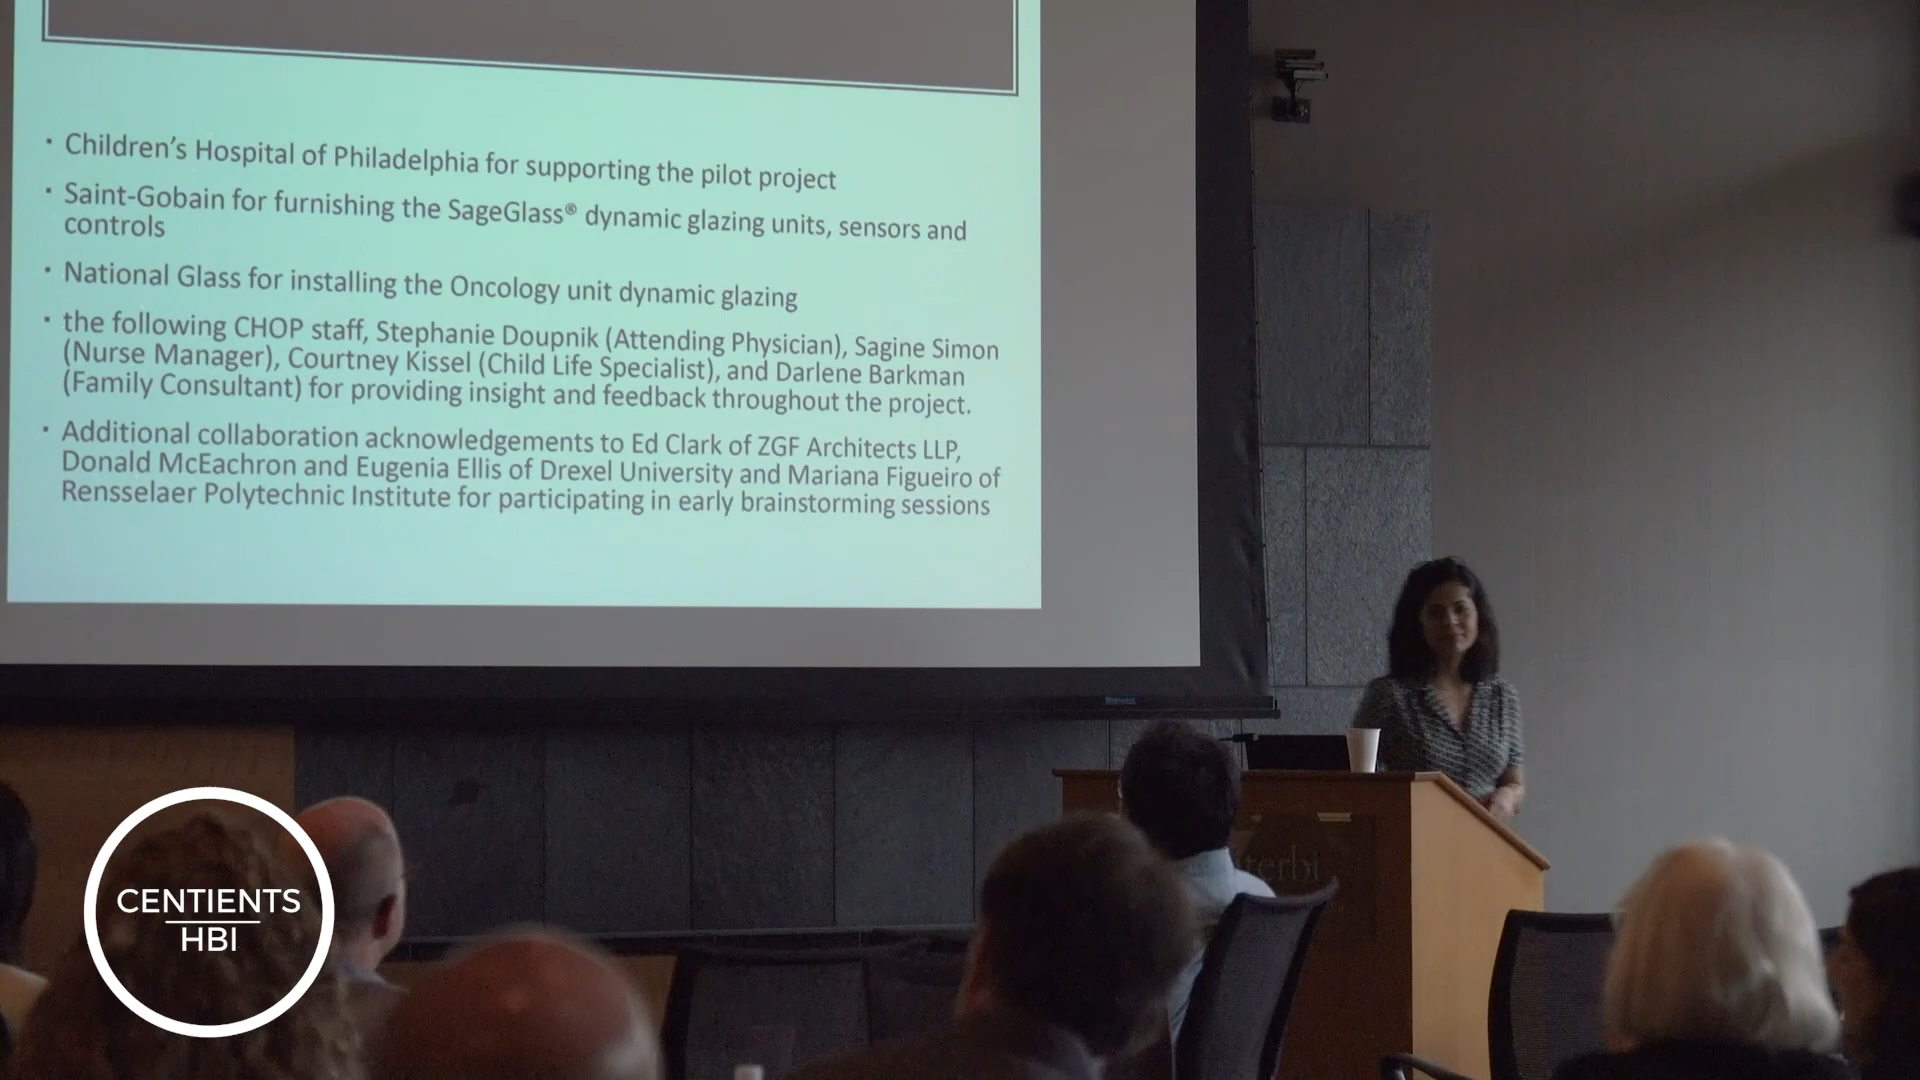 · Children's Hospital of Philadelphia for supporting the pilot project
· Saint-Gobain for furnishing the SageGlass® dynamic glazing units, sensors and
controls
· National Glass for installing the Oncology unit dynamic glazing
· the following CHOP staff, Stephanie Doupnik (Attending Physician), Sagine Simon
(Nurse Manager), Courtney Kissel (Child Life Specialist), and Darlene Barkman
(Family Consultant) for providing insight and feedback throughout the project.
· Additional collaboration acknowledgements to Ed Clark of ZGF Architects LLP,
Donald McEachron and Eugenia Ellis of Drexel University and Mariana Figueiro of
Rensselaer Polytechnic Institute for participating in early brainstorming sessions
terbi
CENTIENTS
HBI